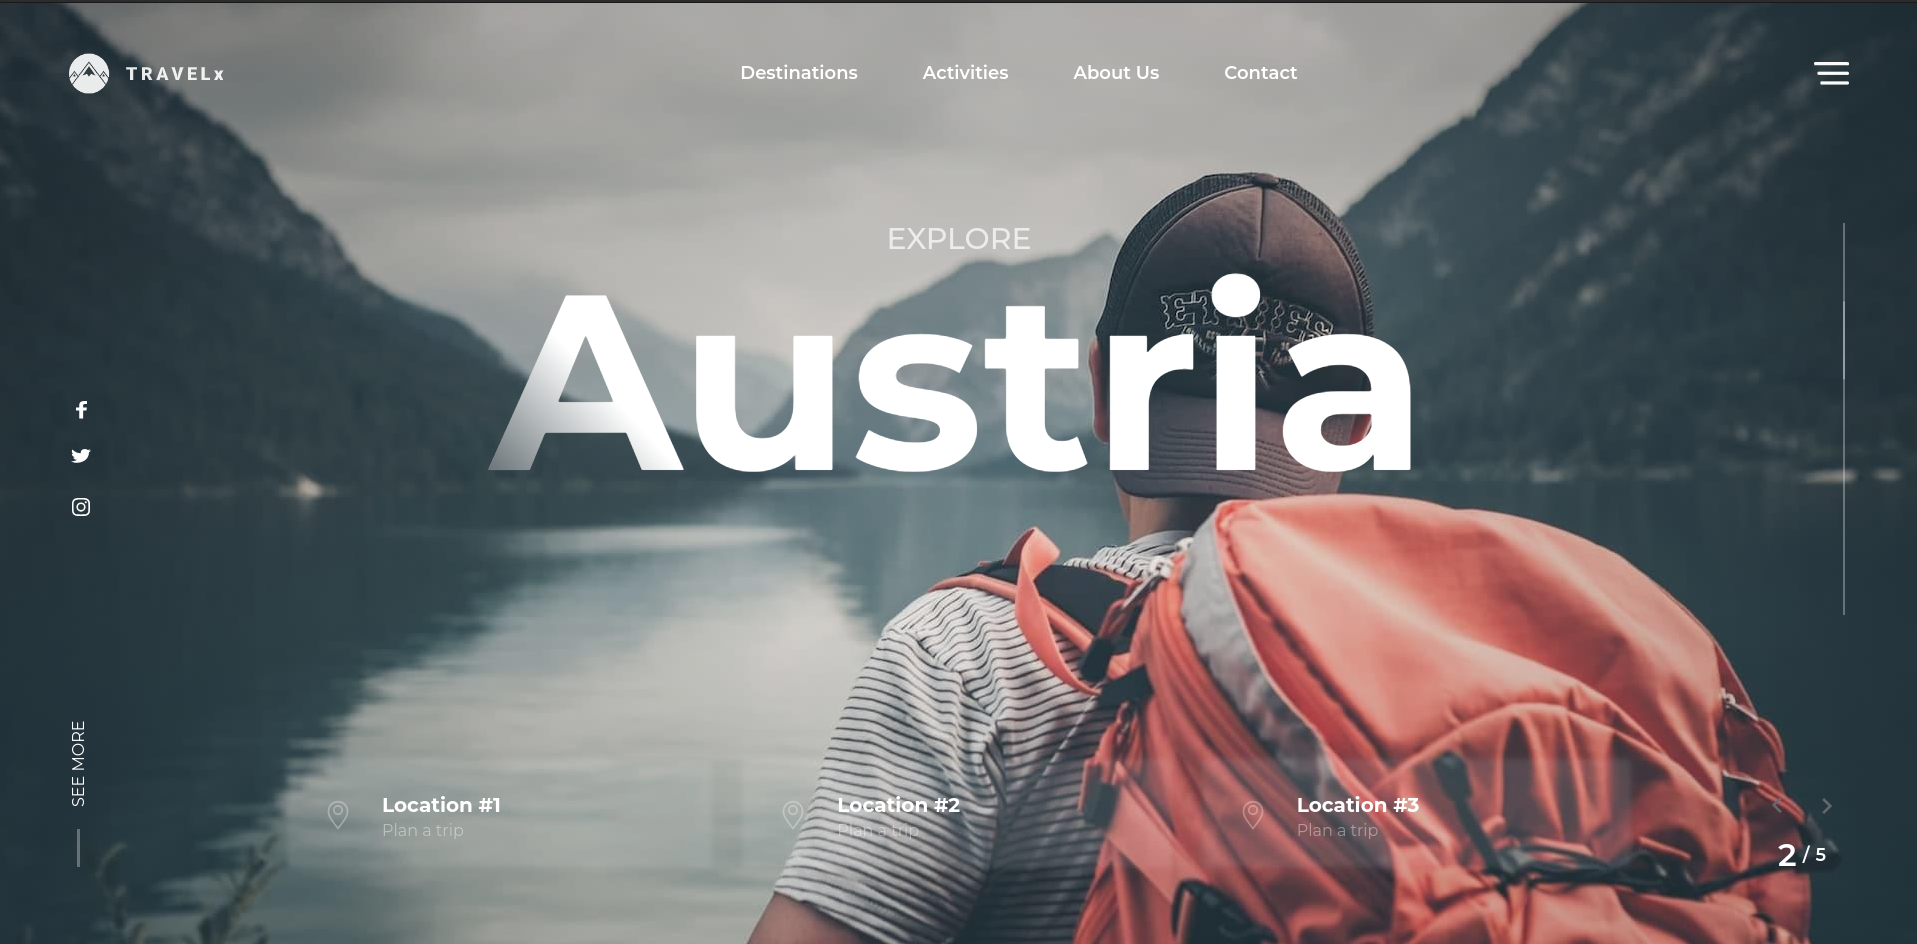 TRAVELx
Destinations
Activities
About Us
Contact
EXPLORE
Austria
SEE MORE
Location #1
Plan a trip
Location #2
Plan a trip
Location #3
Plan a trip
2 / 5